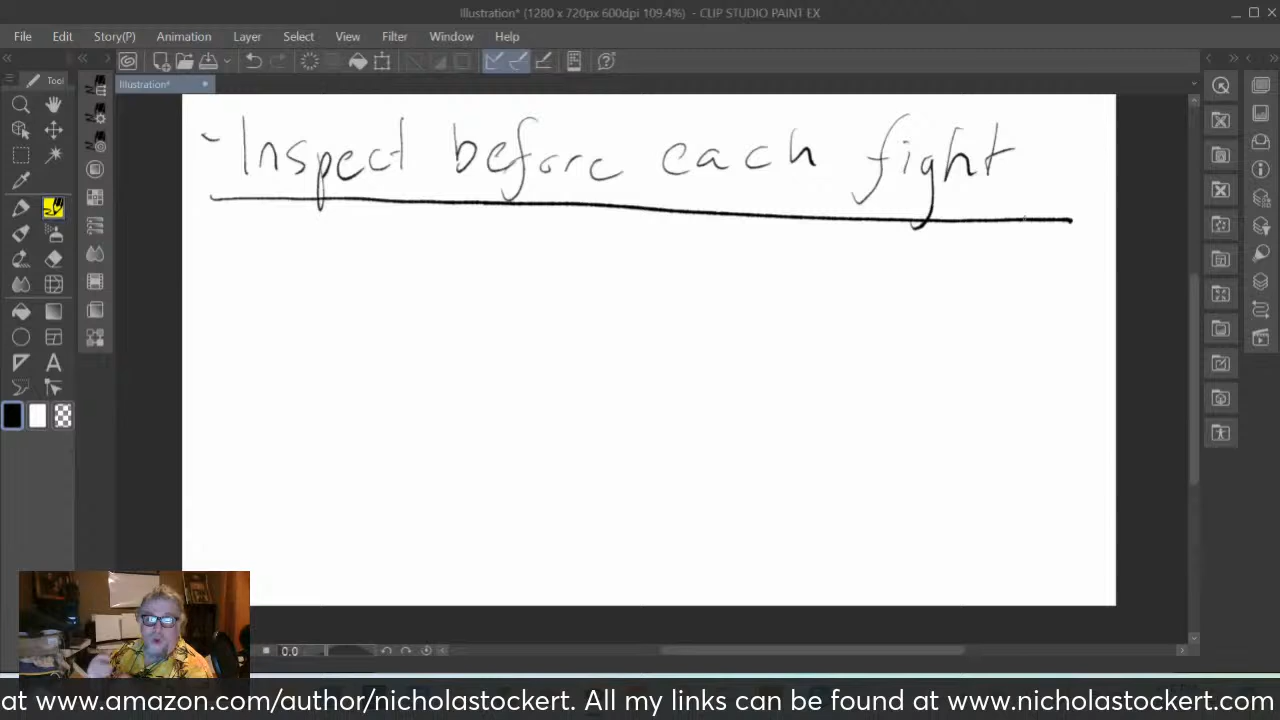 Illustration* (1280 x 720px 600dpi 109.4%) - CLIP STUDIO PAINT EX
File Edit Story(P) Animation Layer Select View Filter Window Help
Tool
Illustration*
- Inspect before each fight
A
0:0
at www.amazon.com/author/nicholastockert. All my links can be found at www.nicholastockert.com